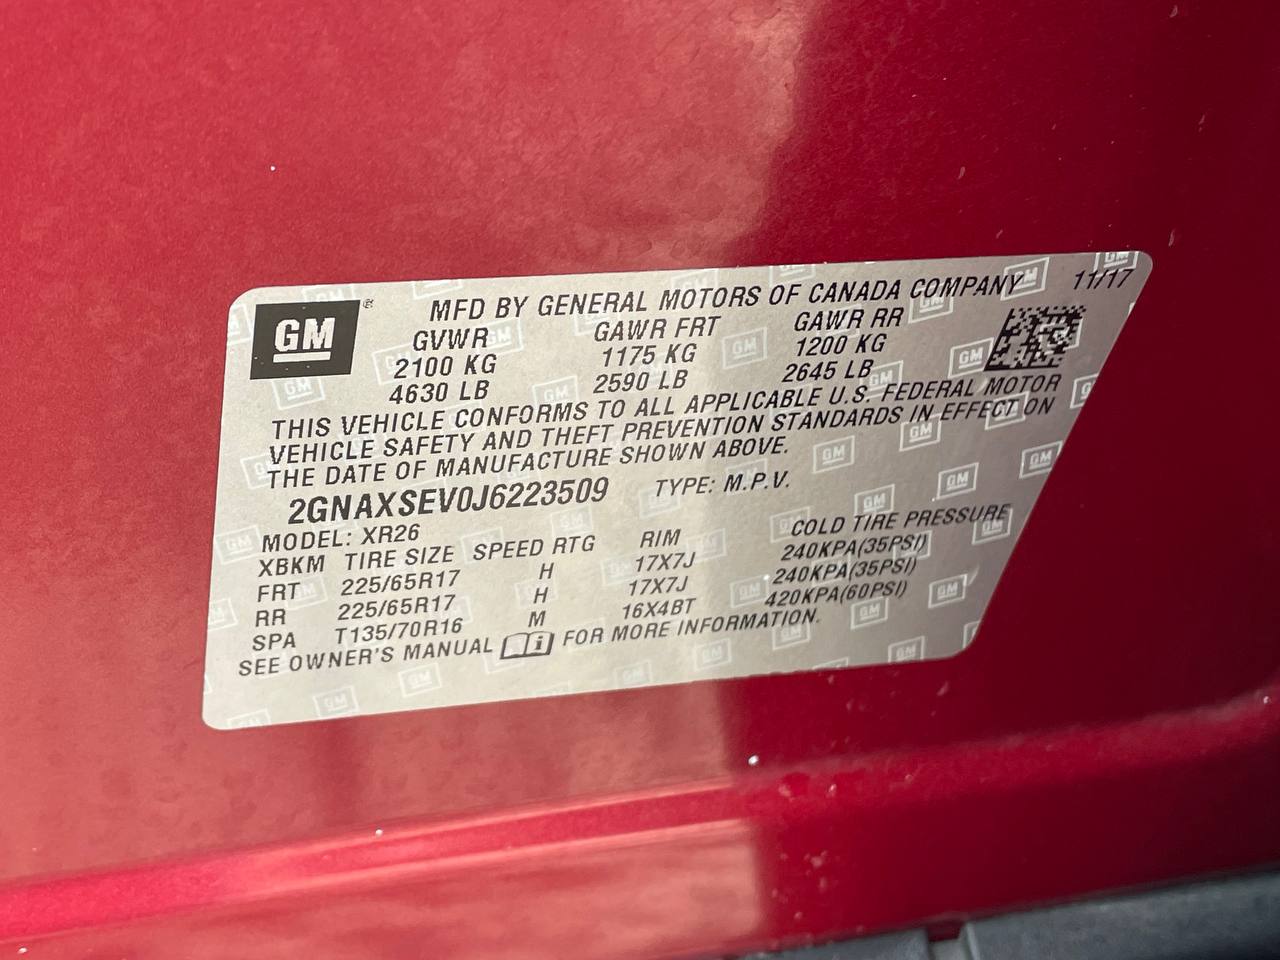 GM ® MFD BY GENERAL MOTORS OF CANADA COMPANY 11/17
GVWR GAWR FRT GAWR RR
2100 KG 1175 KG 1200 KG
4630 LB 2590 LB 2645 LB
THIS VEHICLE CONFORMS TO ALL APPLICABLE U.S. FEDERAL MOTOR
VEHICLE SAFETY AND THEFT PREVENTION STANDARDS IN EFFECT ON
THE DATE OF MANUFACTURE SHOWN ABOVE.
2GNAXSEV0J6223509 TYPE: M.P.V.
MODEL: XR26
XBKM TIRE SIZE SPEED RTG RIM COLD TIRE PRESSURE
FRT 225/65R17 H 17X7J 240KPA(35PSI)
RR 225/65R17 H 17X7J 240KPA(35PSI)
SPA T135/70R16 M 16X4BT 420KPA(60PSI)
SEE OWNER'S MANUAL i FOR MORE INFORMATION.